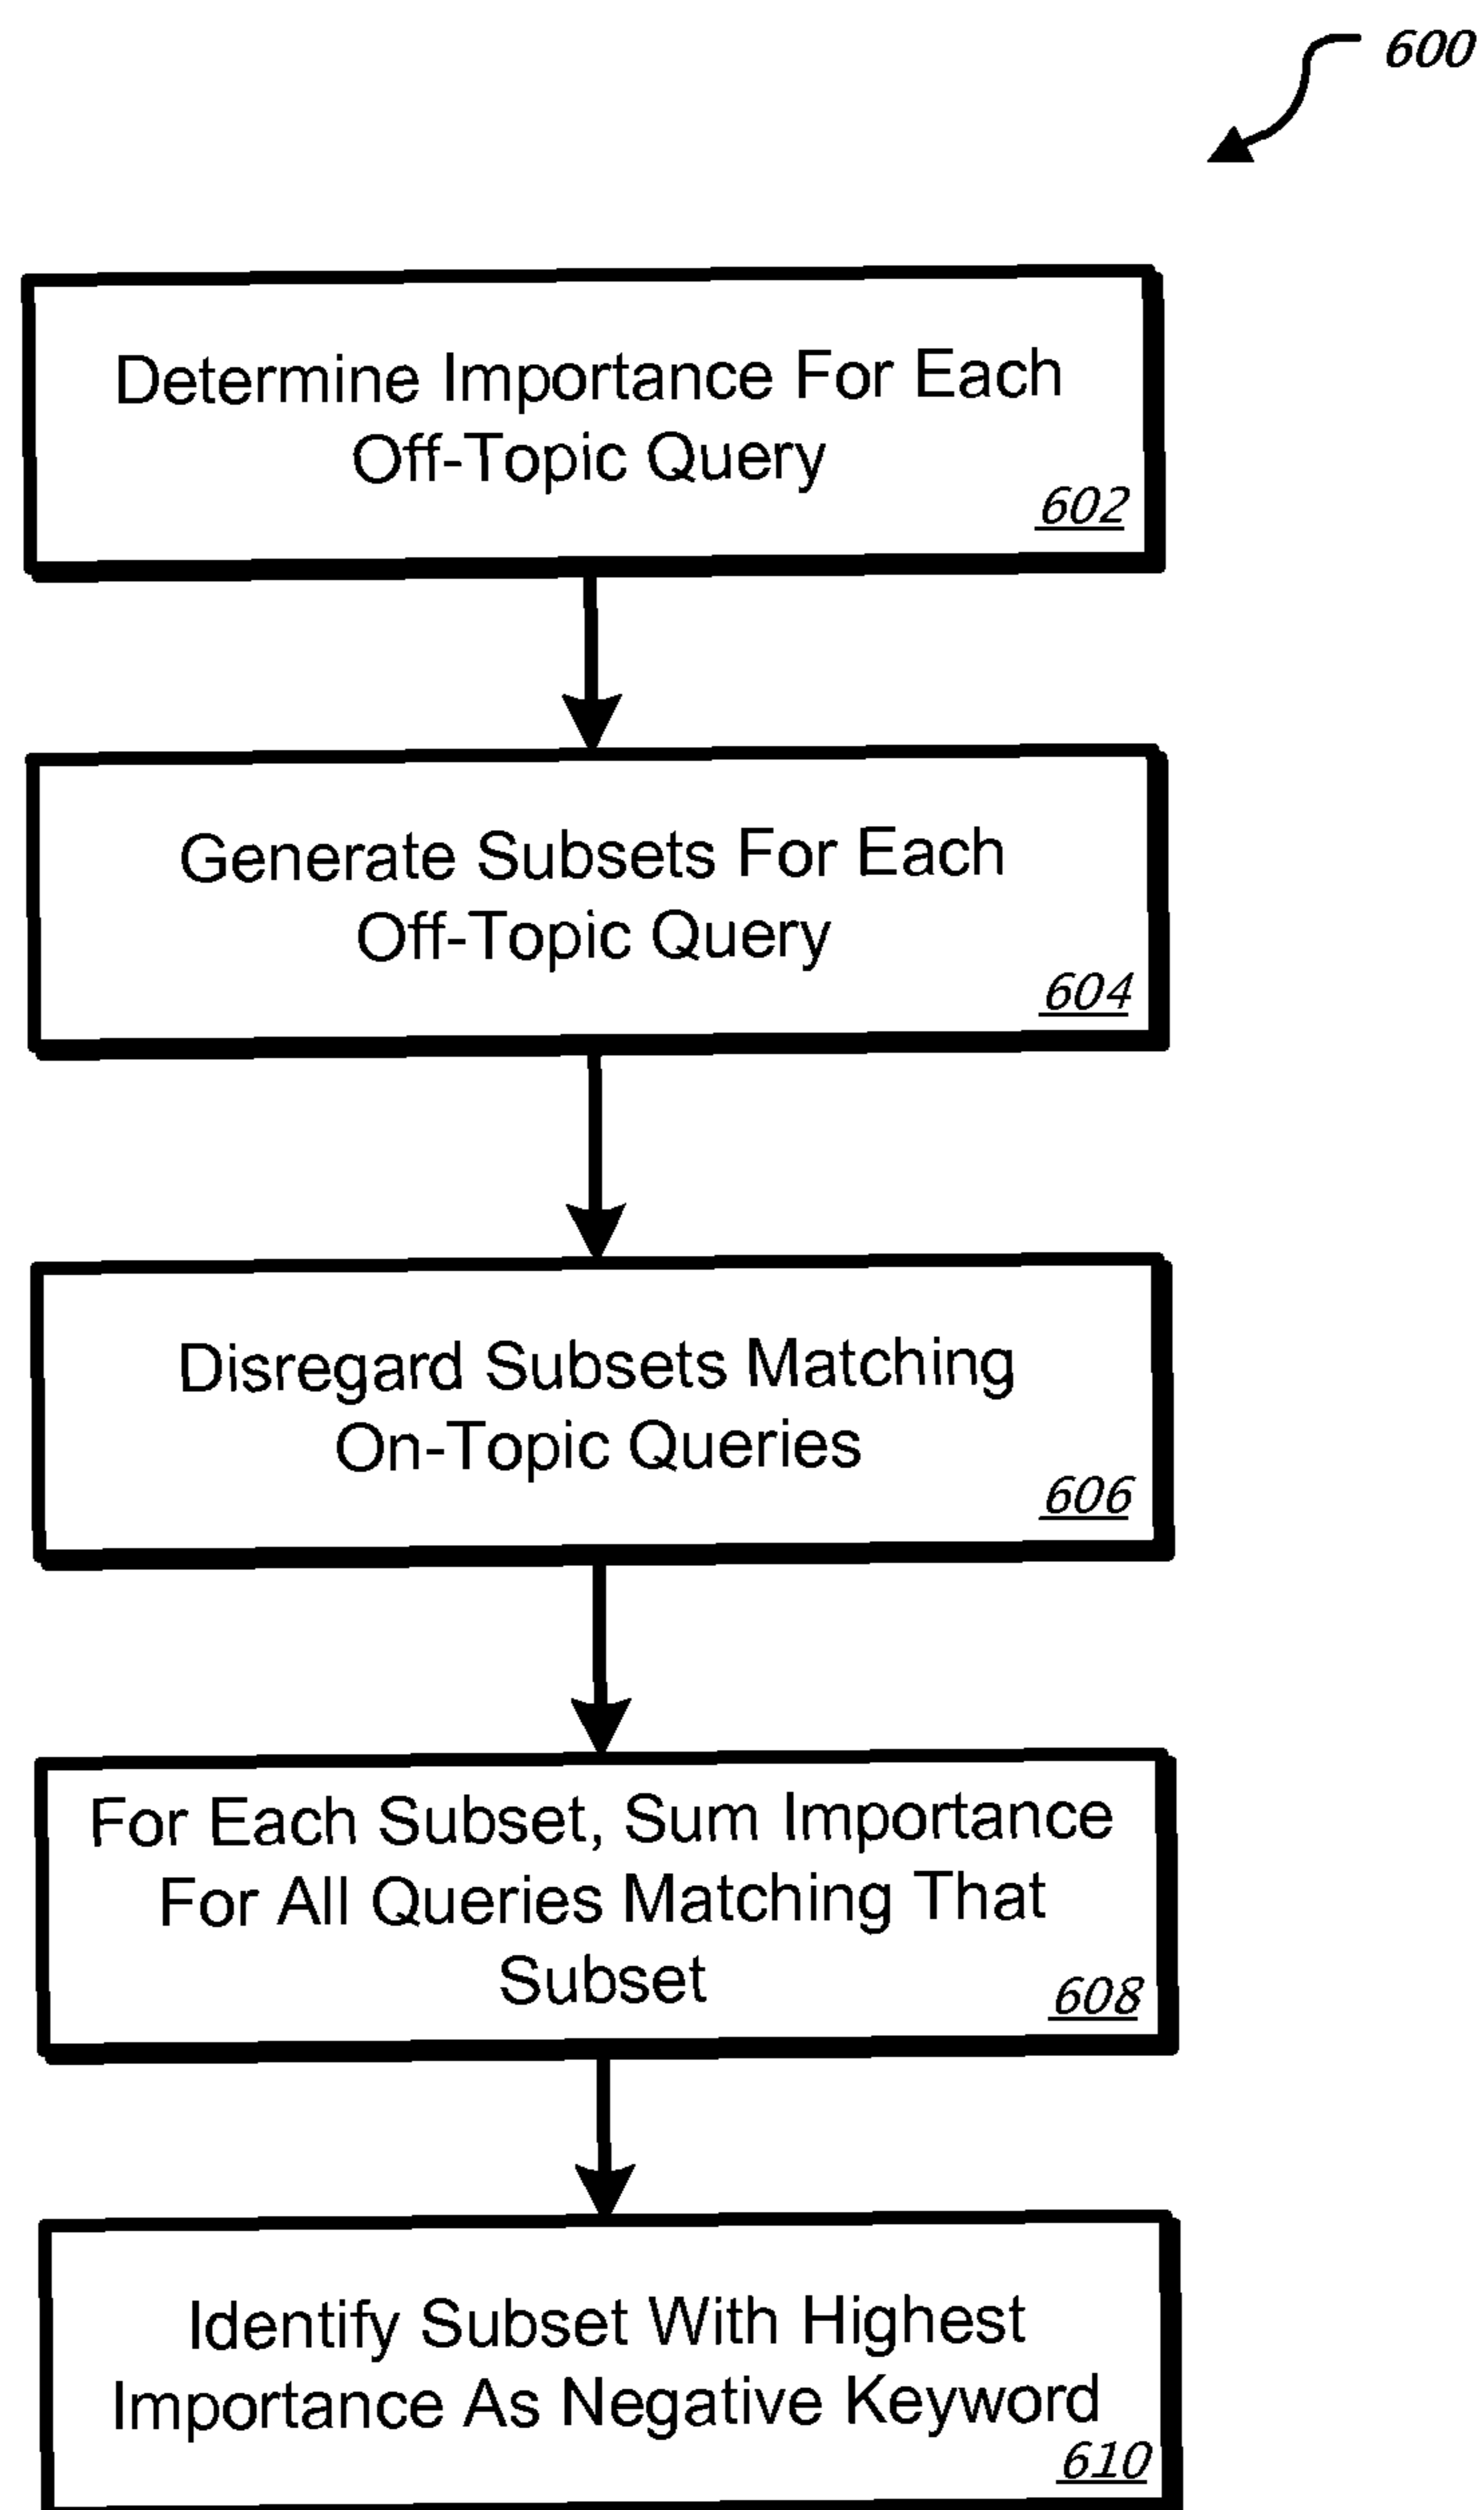 600
Determine Importance For Each
Off-Topic Query
602
Generate Subsets For Each
Off-Topic Query
604
Disregard Subsets Matching
On-Topic Queries
606
For Each Subset, Sum Importance
For All Queries Matching That
Subset
608
Identify Subset With Highest
Importance As Negative Keyword
610